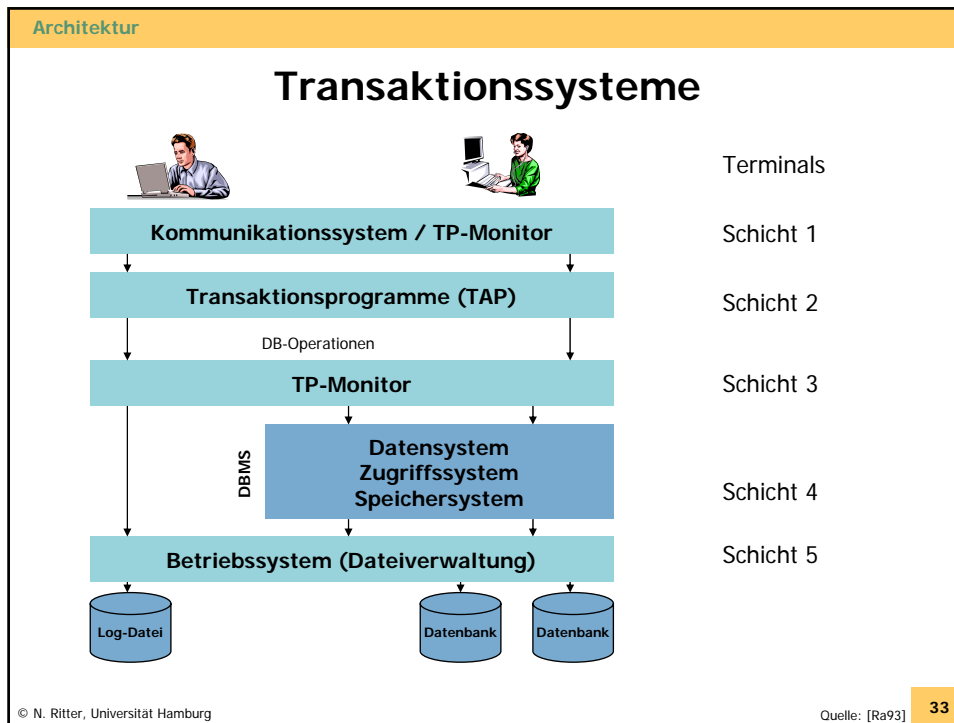 Architektur
Transaktionssysteme
Terminals
Kommunikationssystem / TP-Monitor
Schicht 1
Transaktionsprogramme (TAP)
Schicht 2
DB-Operationen
TP-Monitor
Schicht 3
DBMS
Datensystem
Zugriffssystem
Speichersystem
Schicht 4
Betriebssystem (Dateiverwaltung)
Schicht 5
Log-Datei
Datenbank
Datenbank
© N. Ritter, Universität Hamburg
Quelle: [Ra93]
33